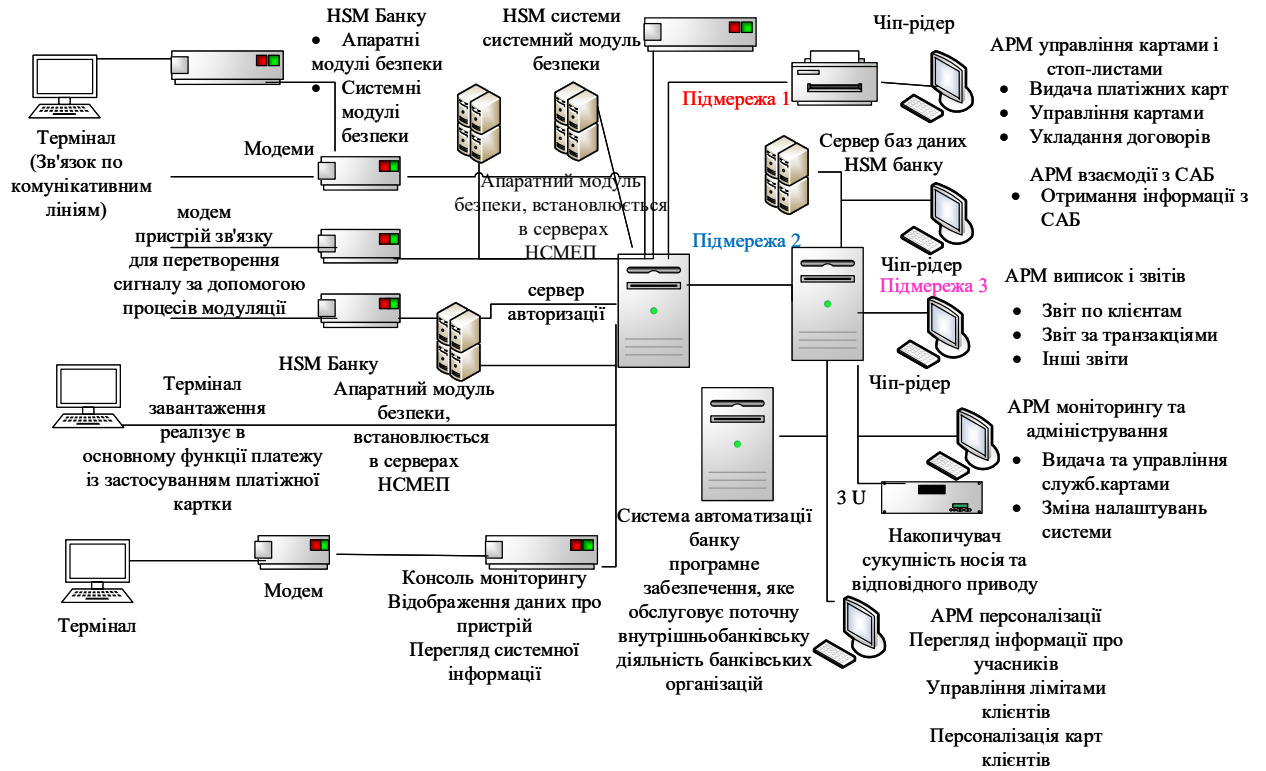 HSM Банку
• Апаратні
модулі безпеки
• Системні
модулі
безпеки
HSM системи
системний модуль
безпеки
Чіп-рідер
АРМ управління картами і
стоп-листами
• Видача платіжних карт
• Управління картами
• Укладання договорів
Підмережа 1
Термінал
(Зв'язок по
комунікативним
лініям)
Модеми
Сервер баз даних
HSM банку
АРМ взаємодії з САБ
• Отримання інформації з
САБ
Апаратний модуль
безпеки, встановлюється
в серверах
НСМЕП
модем
пристрій зв'язку
для перетворення
сигналу за допомогою
процесів модуляції
Підмережа 2
Чіп-рідер
Підмережа 3
АРМ виписок і звітів
• Звіт по клієнтам
• Звіт за транзакціями
• Інші звіти
сервер
авторизації
Чіп-рідер
HSM Банку
Апаратний модуль
безпеки,
встановлюється
в серверах
НСМЕП
Термінал
завантаження
реалізує в
основному функції платежу
із застосуванням платіжної
картки
АРМ моніторингу та
адміністрування
• Видача та управління
служб.картами
• Зміна налаштувань
системи
3 U
Накопичувач
сукупність носія та
відповідного приводу
Система автоматизації
банку
програмне
забезпечення, яке
обслуговує поточну
внутрішньобанківську
діяльність банківських
організацій
Термінал
Модем
Консоль моніторингу
Відображення даних про
пристрій
Перегляд системної
інформації
АРМ персоналізації
Перегляд інформації про
учасників
Управління лімітами
клієнтів
Персоналізація карт
клієнтів